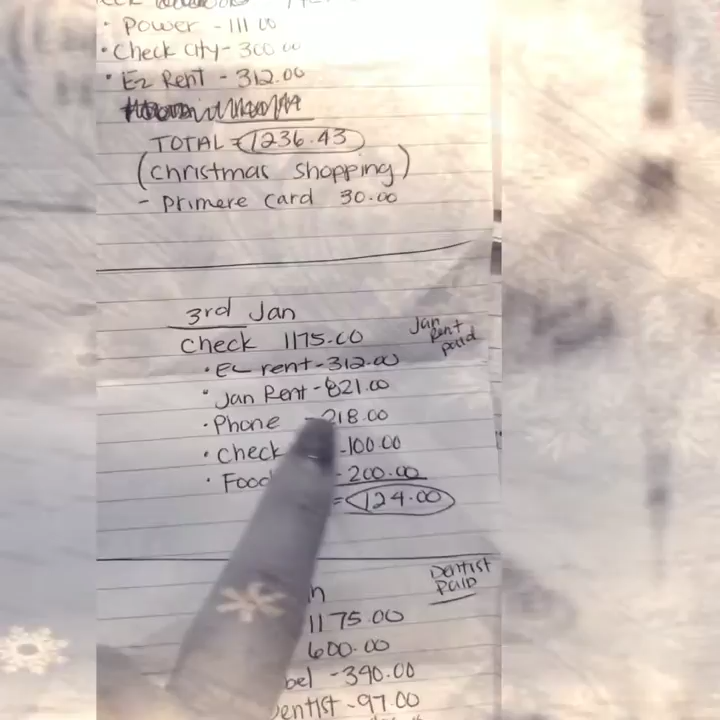 · Power - 111 00
· Check City - 300 00
· Ez Rent - 312.00
TOTAL = 1236.43
(Christmas shopping)
- Primere card 30.00
3rd Jan
Check 1175.00
Jan Rent paid
· Ez rent - 312.00
· Jan Rent - 821.00
· Phone - 218.00
· Check - 100.00
· Food - 200.00
= 124.00
Dentist PAID
1175.00
600.00
- 390.00
Dentist - 97.00